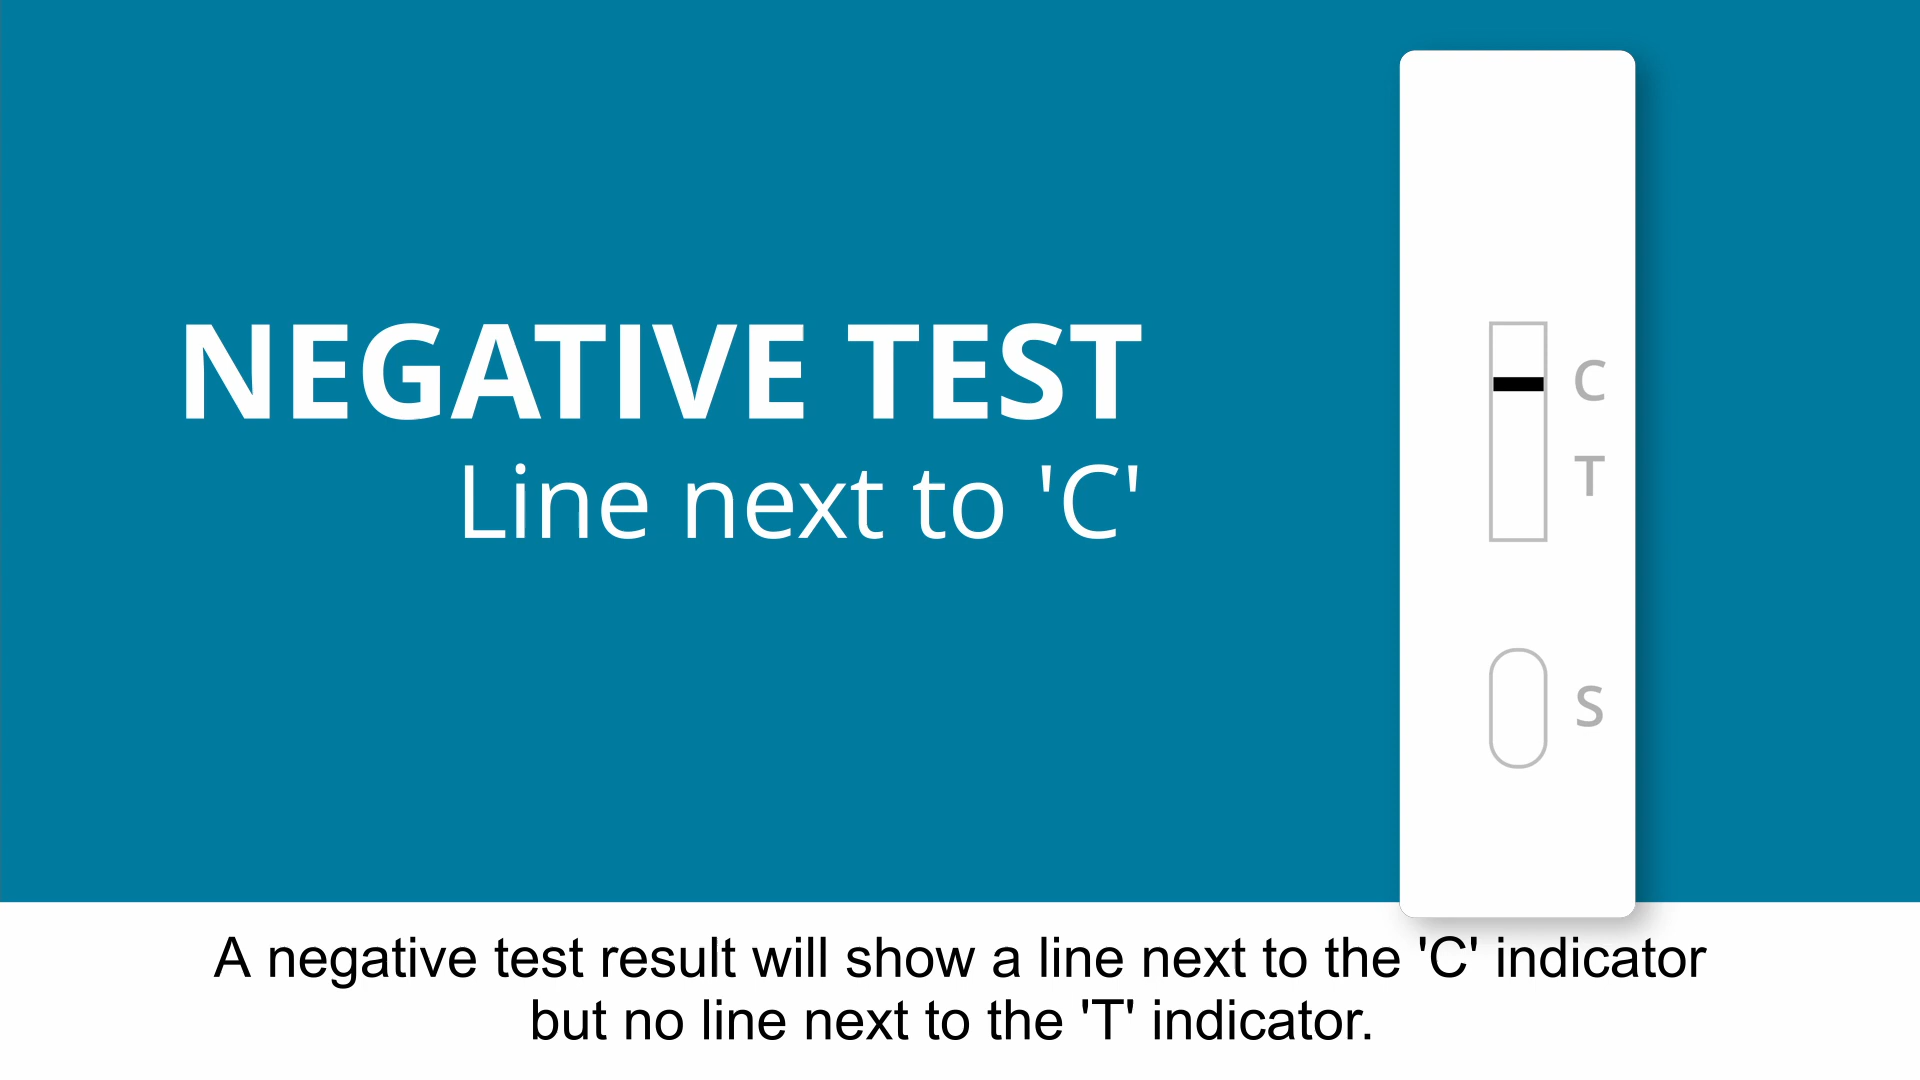 NEGATIVE TEST
Line next to 'C'
C
T
S
A negative test result will show a line next to the 'C' indicator
but no line next to the 'T' indicator.